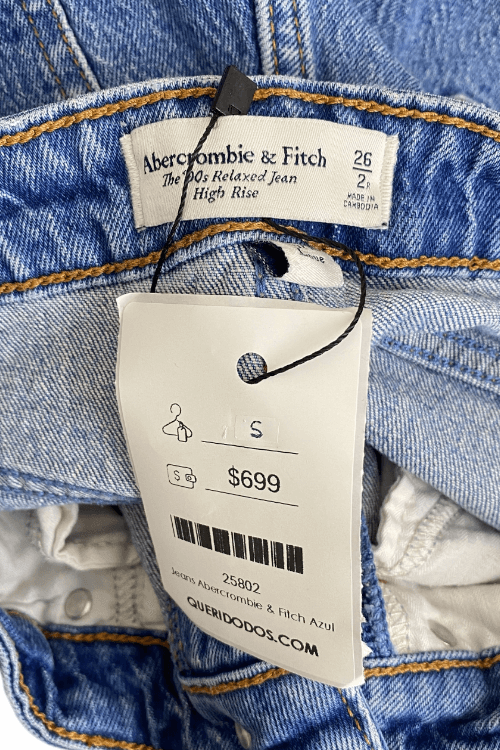 Abercrombie & Fitch
The '90s Relaxed Jean
High Rise
26
2R
MADE IN
CAMBODIA
S
S
$699
25802
Jeans Abercrombie & Fitch Azul
QUERIDODOS.COM